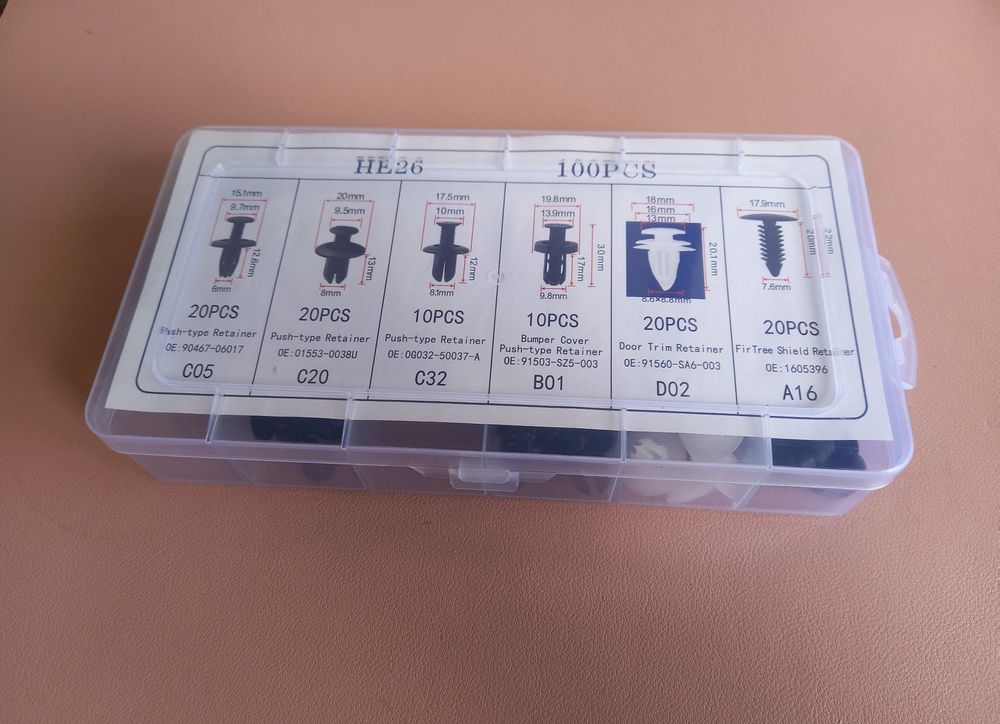 HE26 100PCS
15.1mm
9.7mm
12.6mm
6mm
20PCS
Push-type Retainer
OE:90467-06017
C05
20mm
9.5mm
13mm
8mm
20PCS
Push-type Retainer
OE:01553-0038U
C20
17.5mm
10mm
12mm
8.1mm
10PCS
Push-type Retainer
OE:0G032-50037-A
C32
19.8mm
13.9mm
17mm
30mm
9.8mm
10PCS
Bumper Cover
Push-type Retainer
OE:91503-SZ5-003
B01
18mm
16mm
13mm
20.1mm
8.6×8.8mm
20PCS
Door Trim Retainer
OE:91560-SA6-003
D02
17.9mm
20mm
22mm
7.6mm
20PCS
FirTree Shield Retainer
OE:1605396
A16